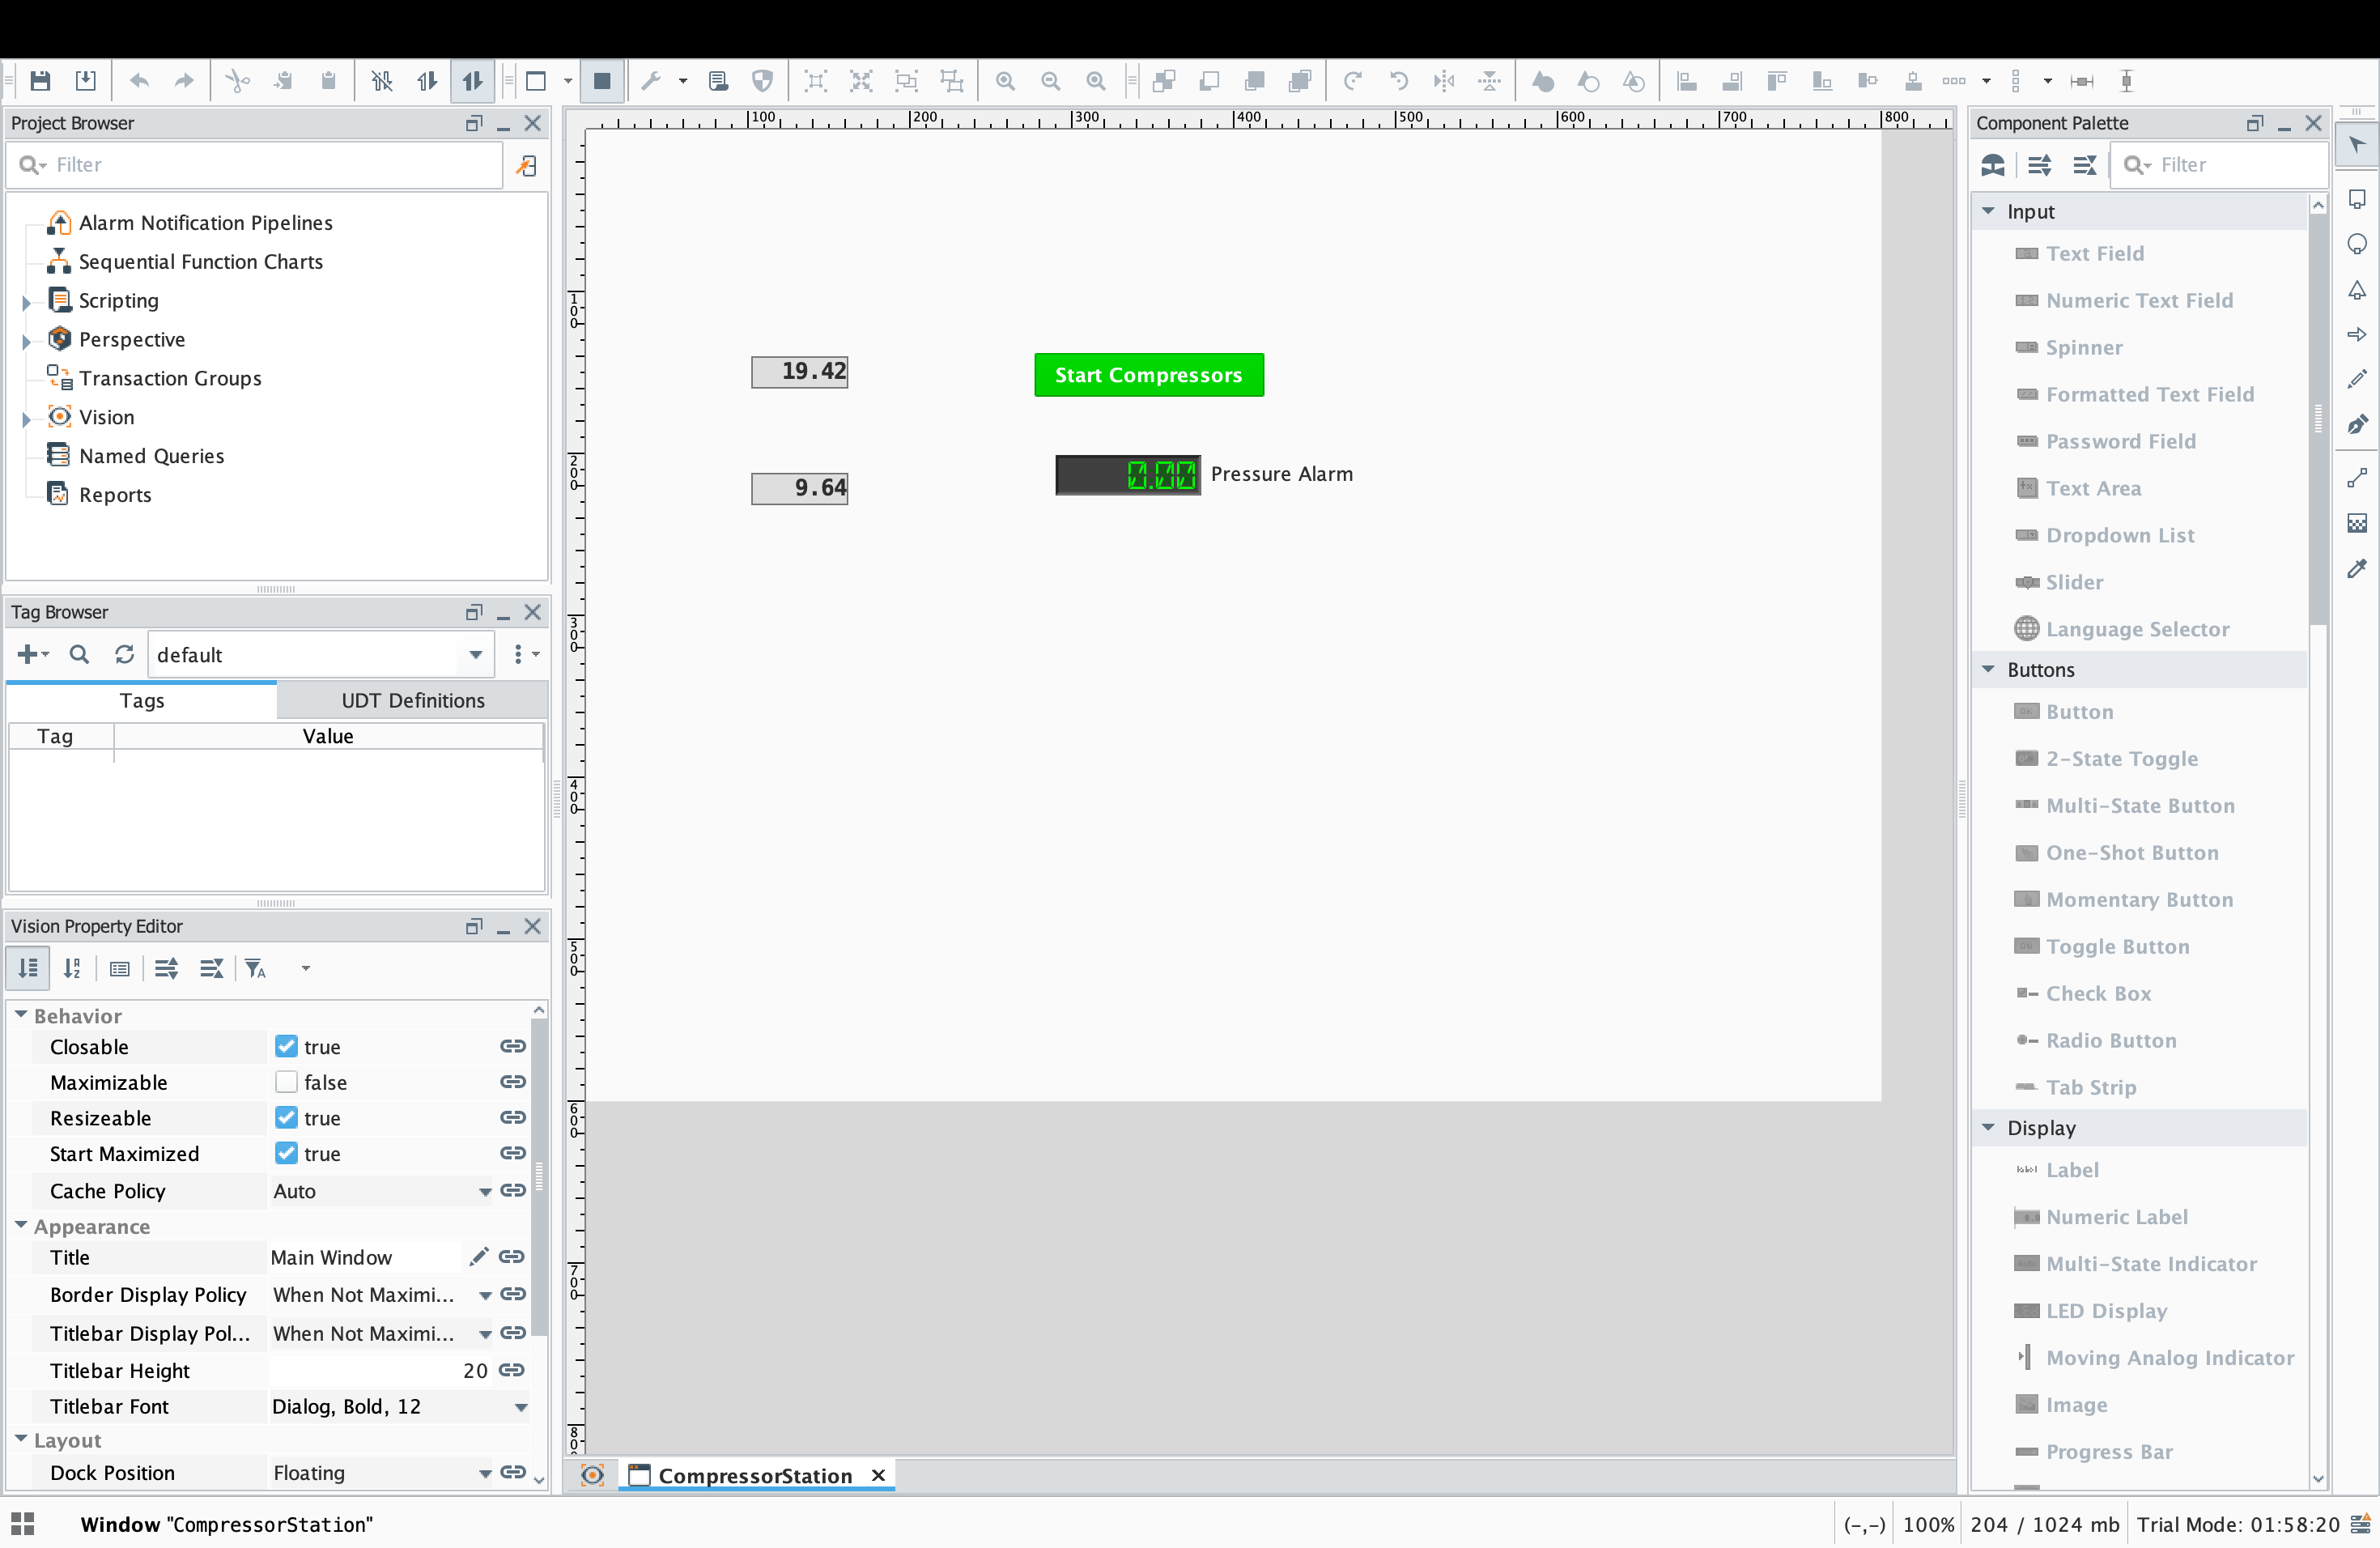 Project Browser
Filter
Alarm Notification Pipelines
Sequential Function Charts
Scripting
Perspective
Transaction Groups
Vision
Named Queries
Reports
Tag Browser
default
Tags UDT Definitions
Tag Value
Vision Property Editor
Behavior
Closable true
Maximizable false
Resizeable true
Start Maximized true
Cache Policy Auto
Appearance
Title Main Window
Border Display Policy When Not Maximi...
Titlebar Display Pol... When Not Maximi...
Titlebar Height 20
Titlebar Font Dialog, Bold, 12
Layout
Dock Position Floating
100 200 300 400 500 600 700 800
100
200
300
400
500
600
700
80
19.42
Start Compressors
0.00 Pressure Alarm
9.64
CompressorStation
Component Palette
Filter
Input
Text Field
Numeric Text Field
Spinner
Formatted Text Field
Password Field
Text Area
Dropdown List
Slider
Language Selector
Buttons
Button
2-State Toggle
Multi-State Button
One-Shot Button
Momentary Button
Toggle Button
Check Box
Radio Button
Tab Strip
Display
Label
Numeric Label
Multi-State Indicator
LED Display
Moving Analog Indicator
Image
Progress Bar
Window "CompressorStation"
(-,-) 100% 204 / 1024 mb Trial Mode: 01:58:20